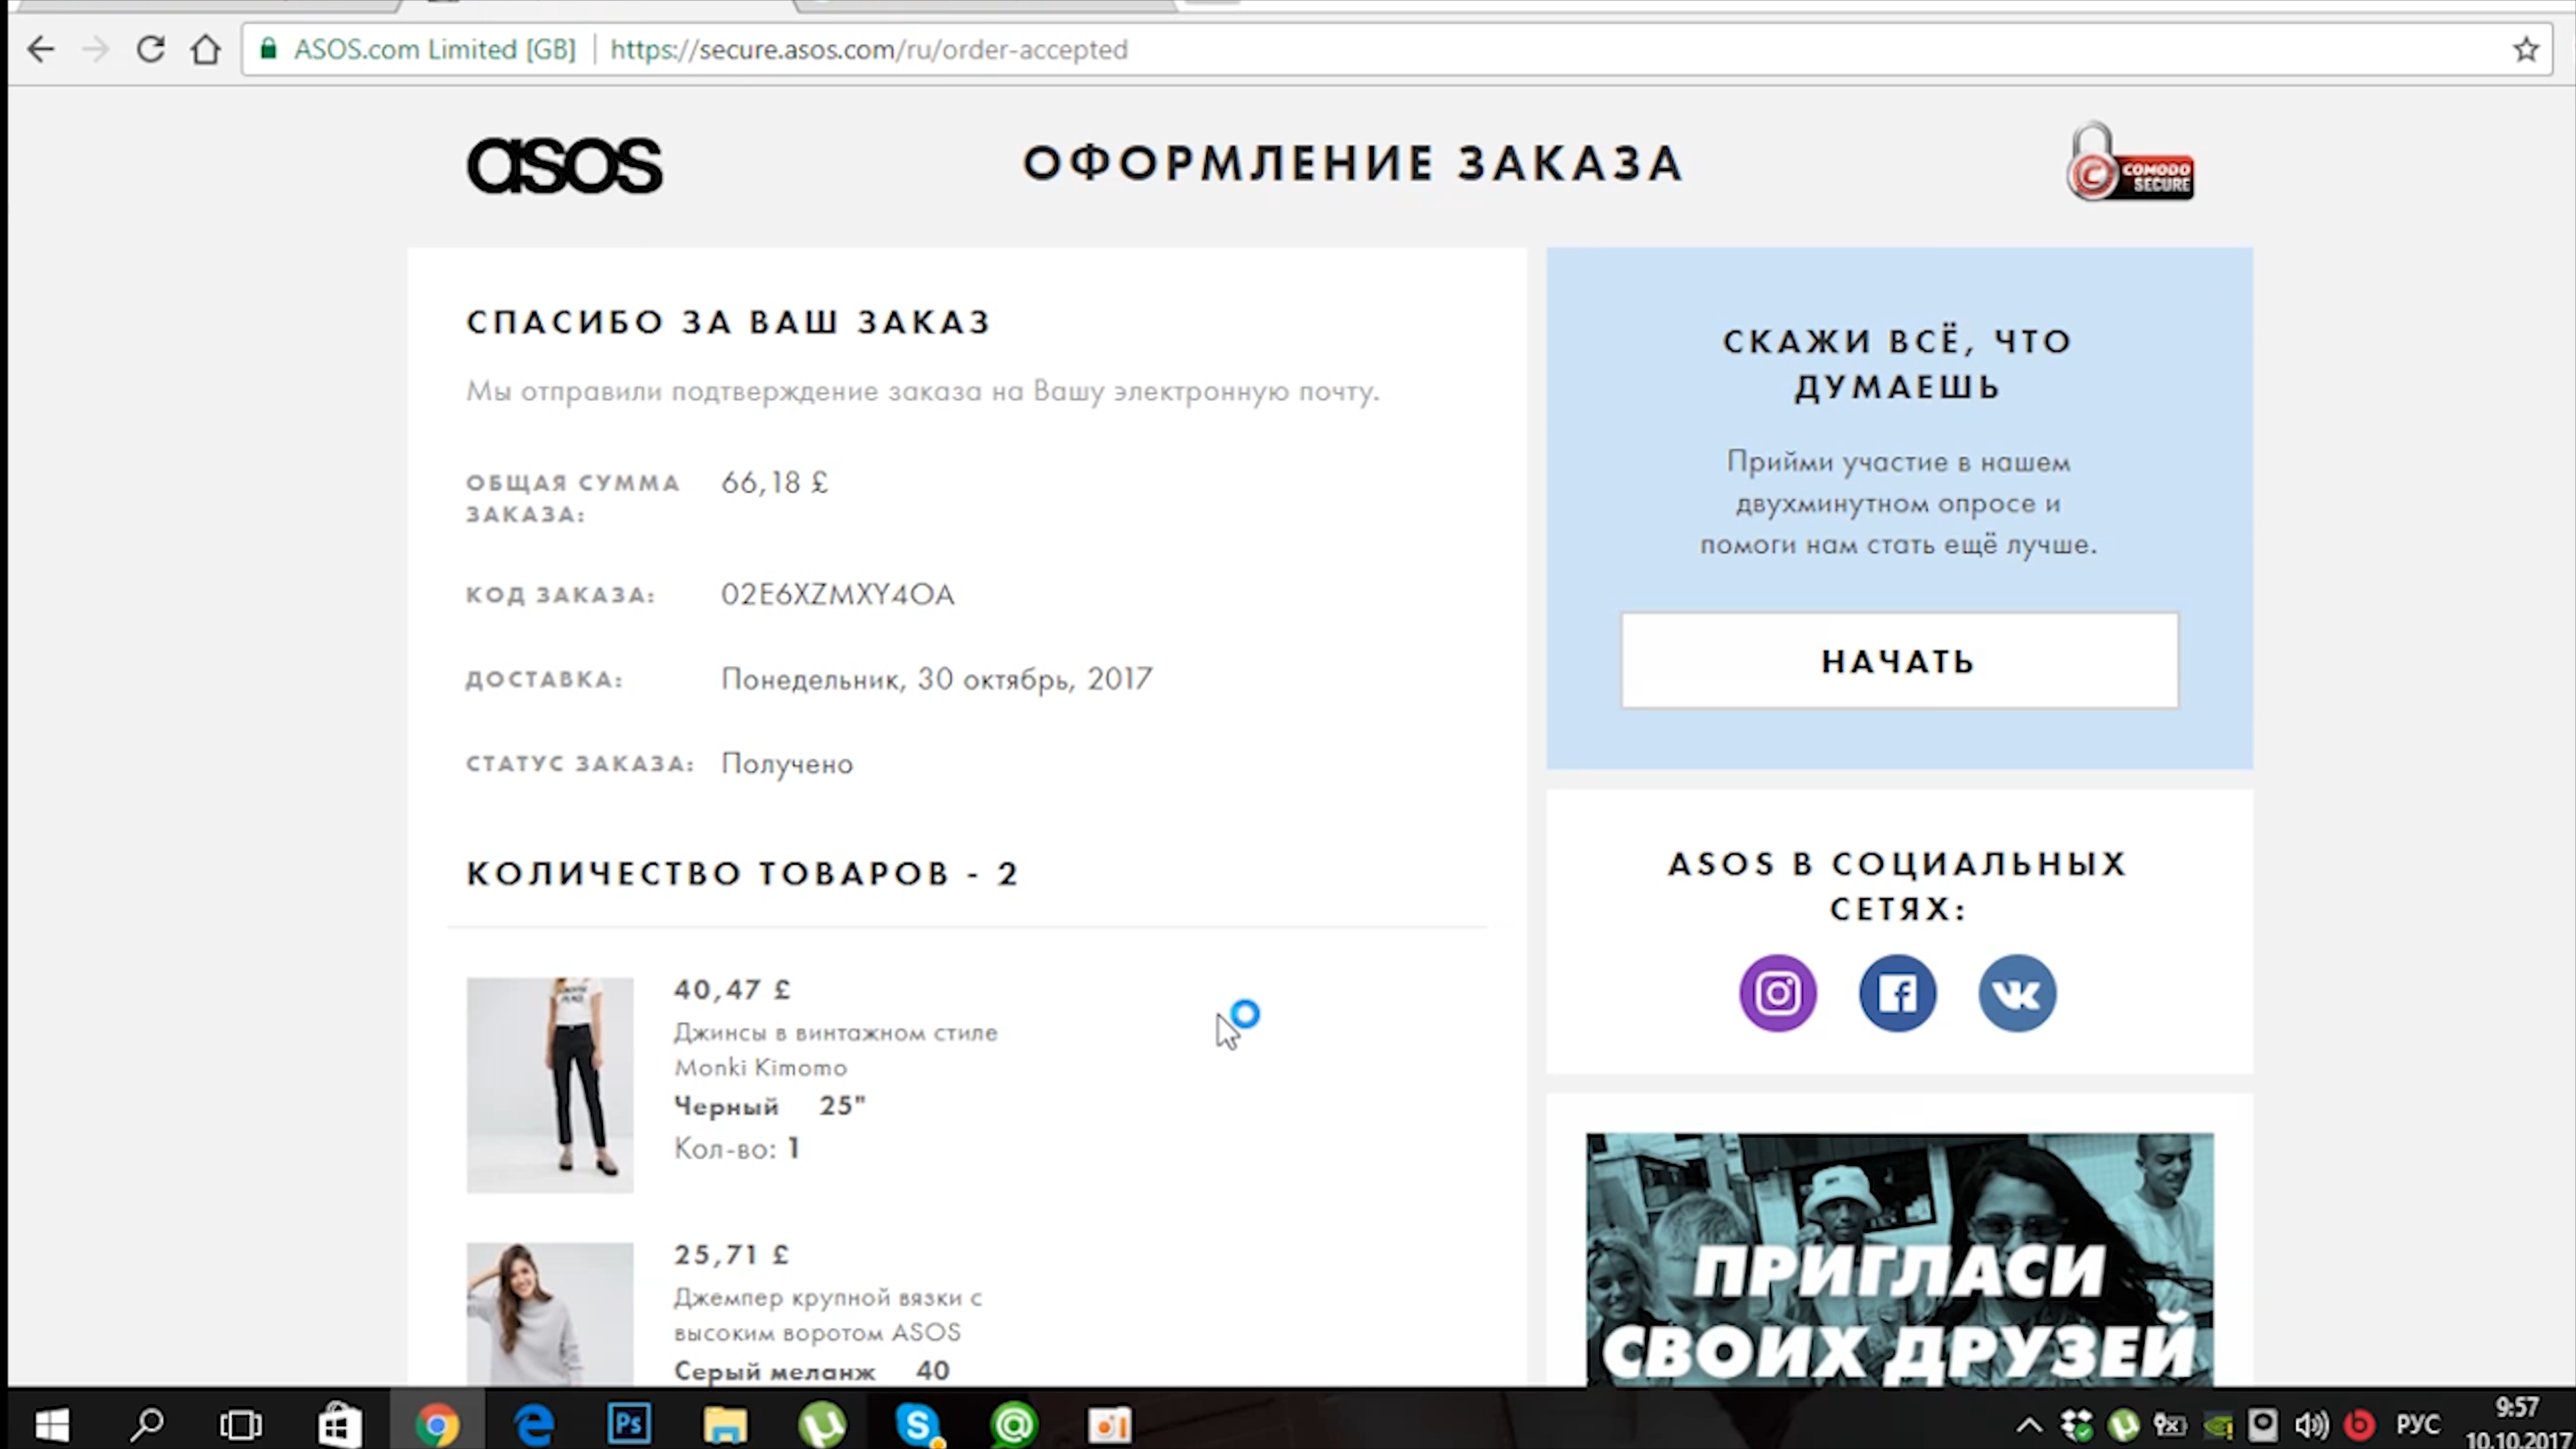 ASOS.com Limited [GB] https://secure.asos.com/ru/order-accepted
asos
ОФОРМЛЕНИЕ ЗАКАЗА
COMODO
SECURE
СПАСИБО ЗА ВАШ ЗАКАЗ
Мы отправили подтверждение заказа на Вашу электронную почту.
ОБЩАЯ СУММА
ЗАКАЗА:
66,18 £
КОД ЗАКАЗА: 02E6XZMXY4OA
ДОСТАВКА: Понедельник, 30 октябрь, 2017
СТАТУС ЗАКАЗА: Получено
КОЛИЧЕСТВО ТОВАРОВ - 2
40,47 £
Джинсы в винтажном стиле
Monki Kimomo
Черный 25"
Кол-во: 1
25,71 £
Джемпер крупной вязки с
высоким воротом ASOS
Серый меланж 40
СКАЖИ ВСЁ, ЧТО
ДУМАЕШЬ
Прийми участие в нашем
двухминутном опросе и
помоги нам стать ещё лучше.
НАЧАТЬ
ASOS В СОЦИАЛЬНЫХ
СЕТЯХ:
ПРИГЛАСИ
СВОИХ ДРУЗЕЙ
Ps
РУС
9:57
10.10.2017